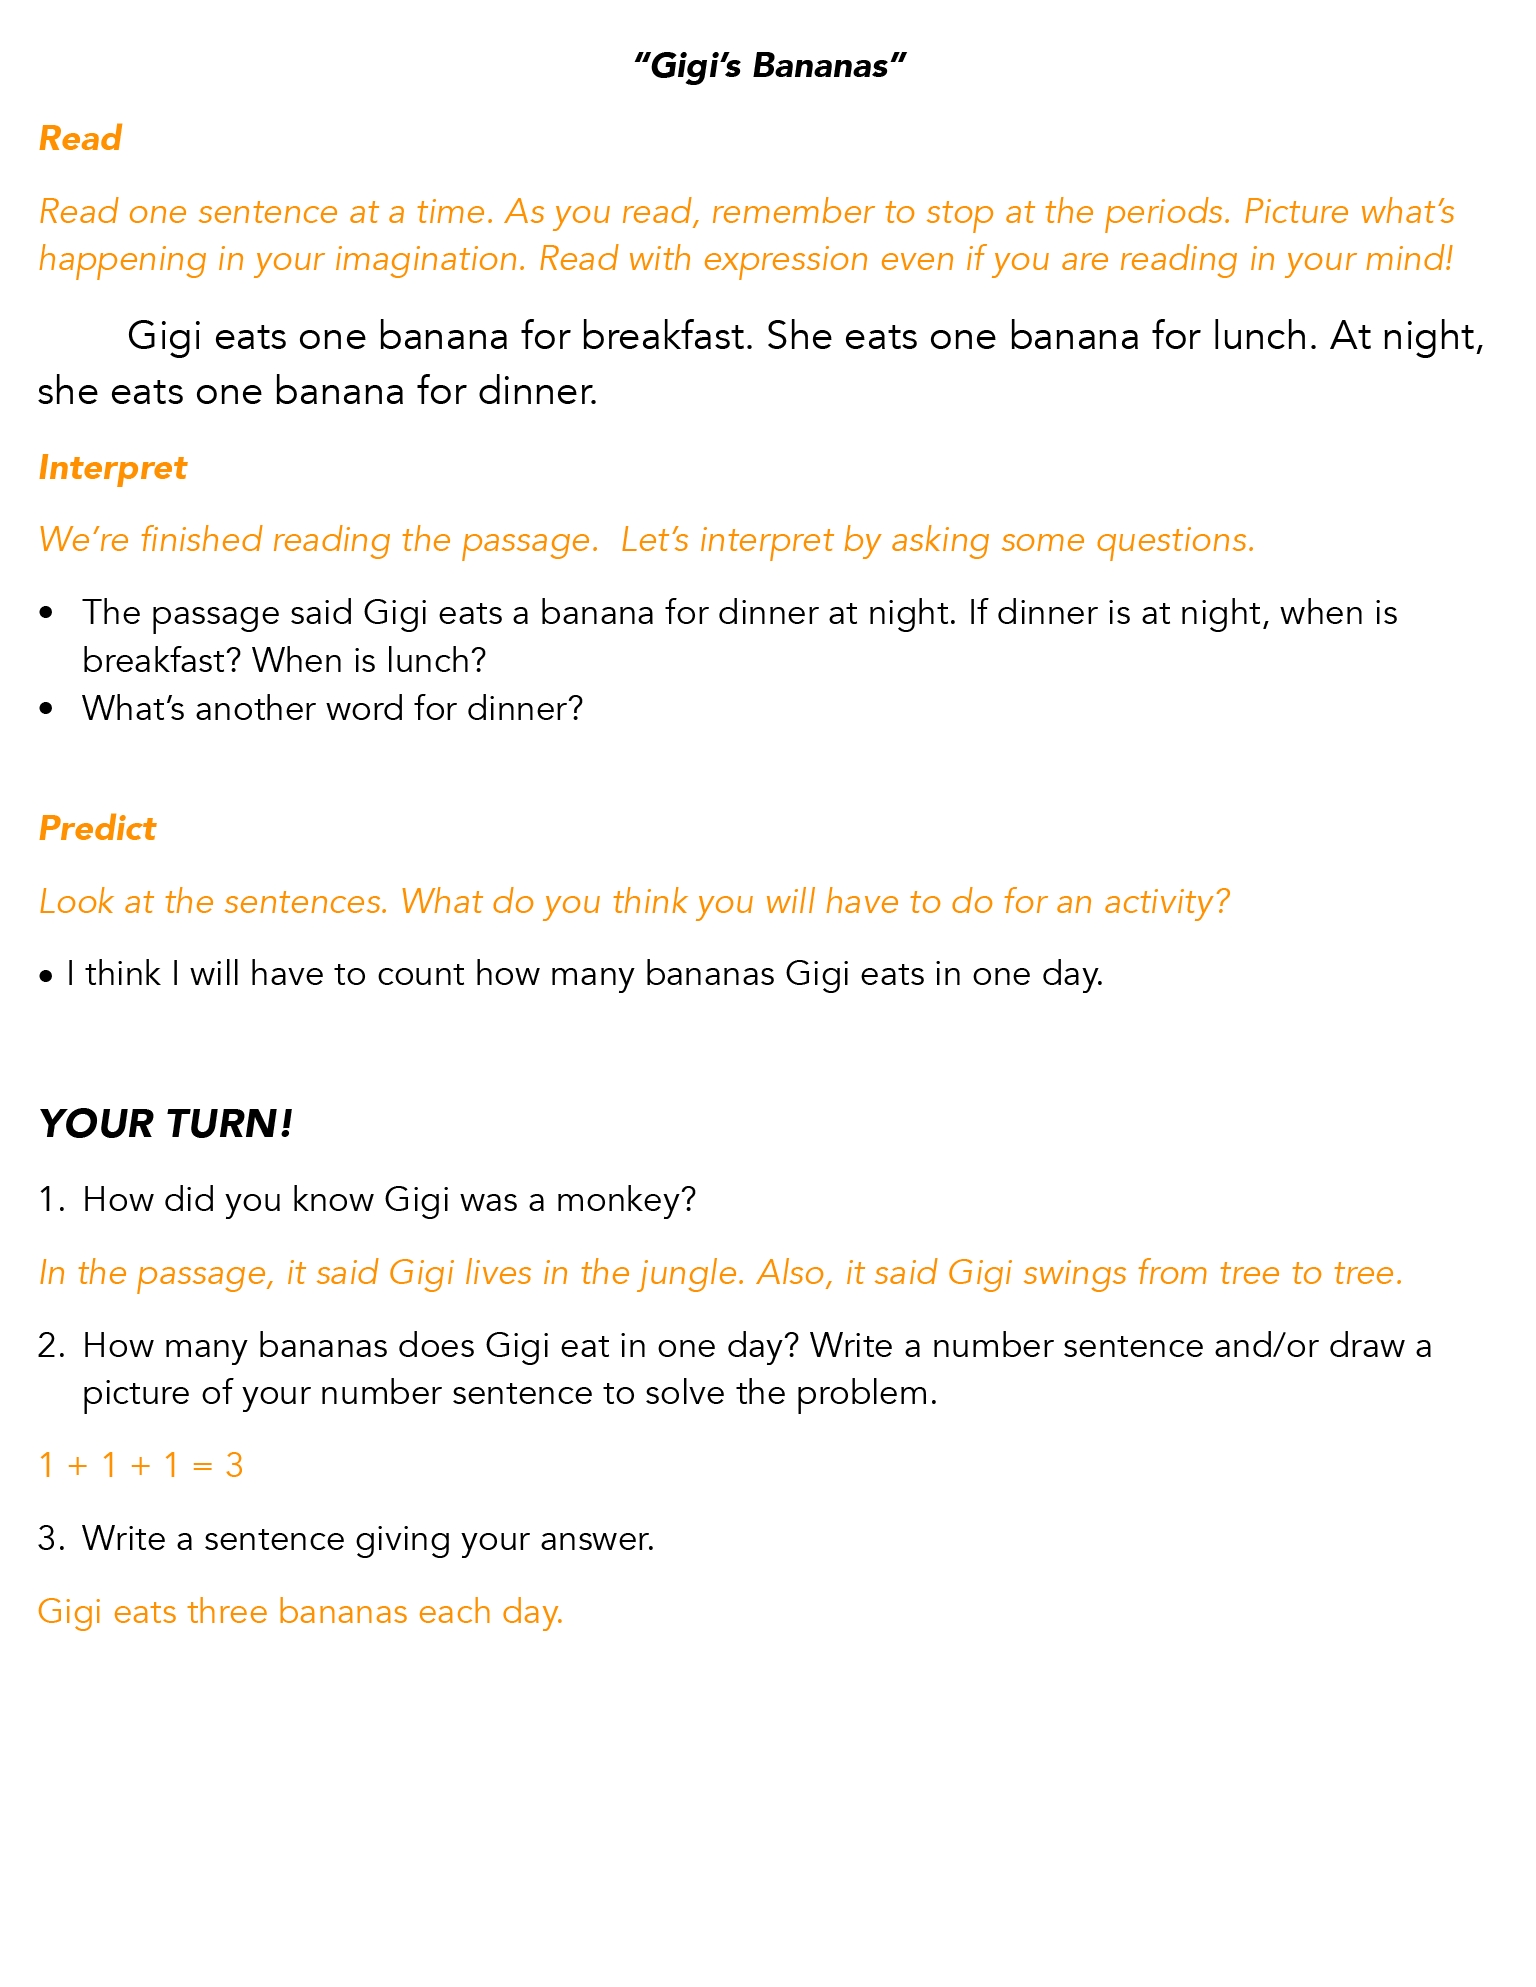 “Gigi’s Bananas”
Read
Read one sentence at a time. As you read, remember to stop at the periods. Picture what’s
happening in your imagination. Read with expression even if you are reading in your mind!
Gigi eats one banana for breakfast. She eats one banana for lunch. At night,
she eats one banana for dinner.
Interpret
We’re finished reading the passage.  Let’s interpret by asking some questions.
• The passage said Gigi eats a banana for dinner at night. If dinner is at night, when is
breakfast? When is lunch?
• What’s another word for dinner?
Predict
Look at the sentences. What do you think you will have to do for an activity?
• I think I will have to count how many bananas Gigi eats in one day.
YOUR TURN!
1. How did you know Gigi was a monkey?
In the passage, it said Gigi lives in the jungle. Also, it said Gigi swings from tree to tree.
2. How many bananas does Gigi eat in one day? Write a number sentence and/or draw a
picture of your number sentence to solve the problem.
1 + 1 + 1 = 3
3. Write a sentence giving your answer.
Gigi eats three bananas each day.